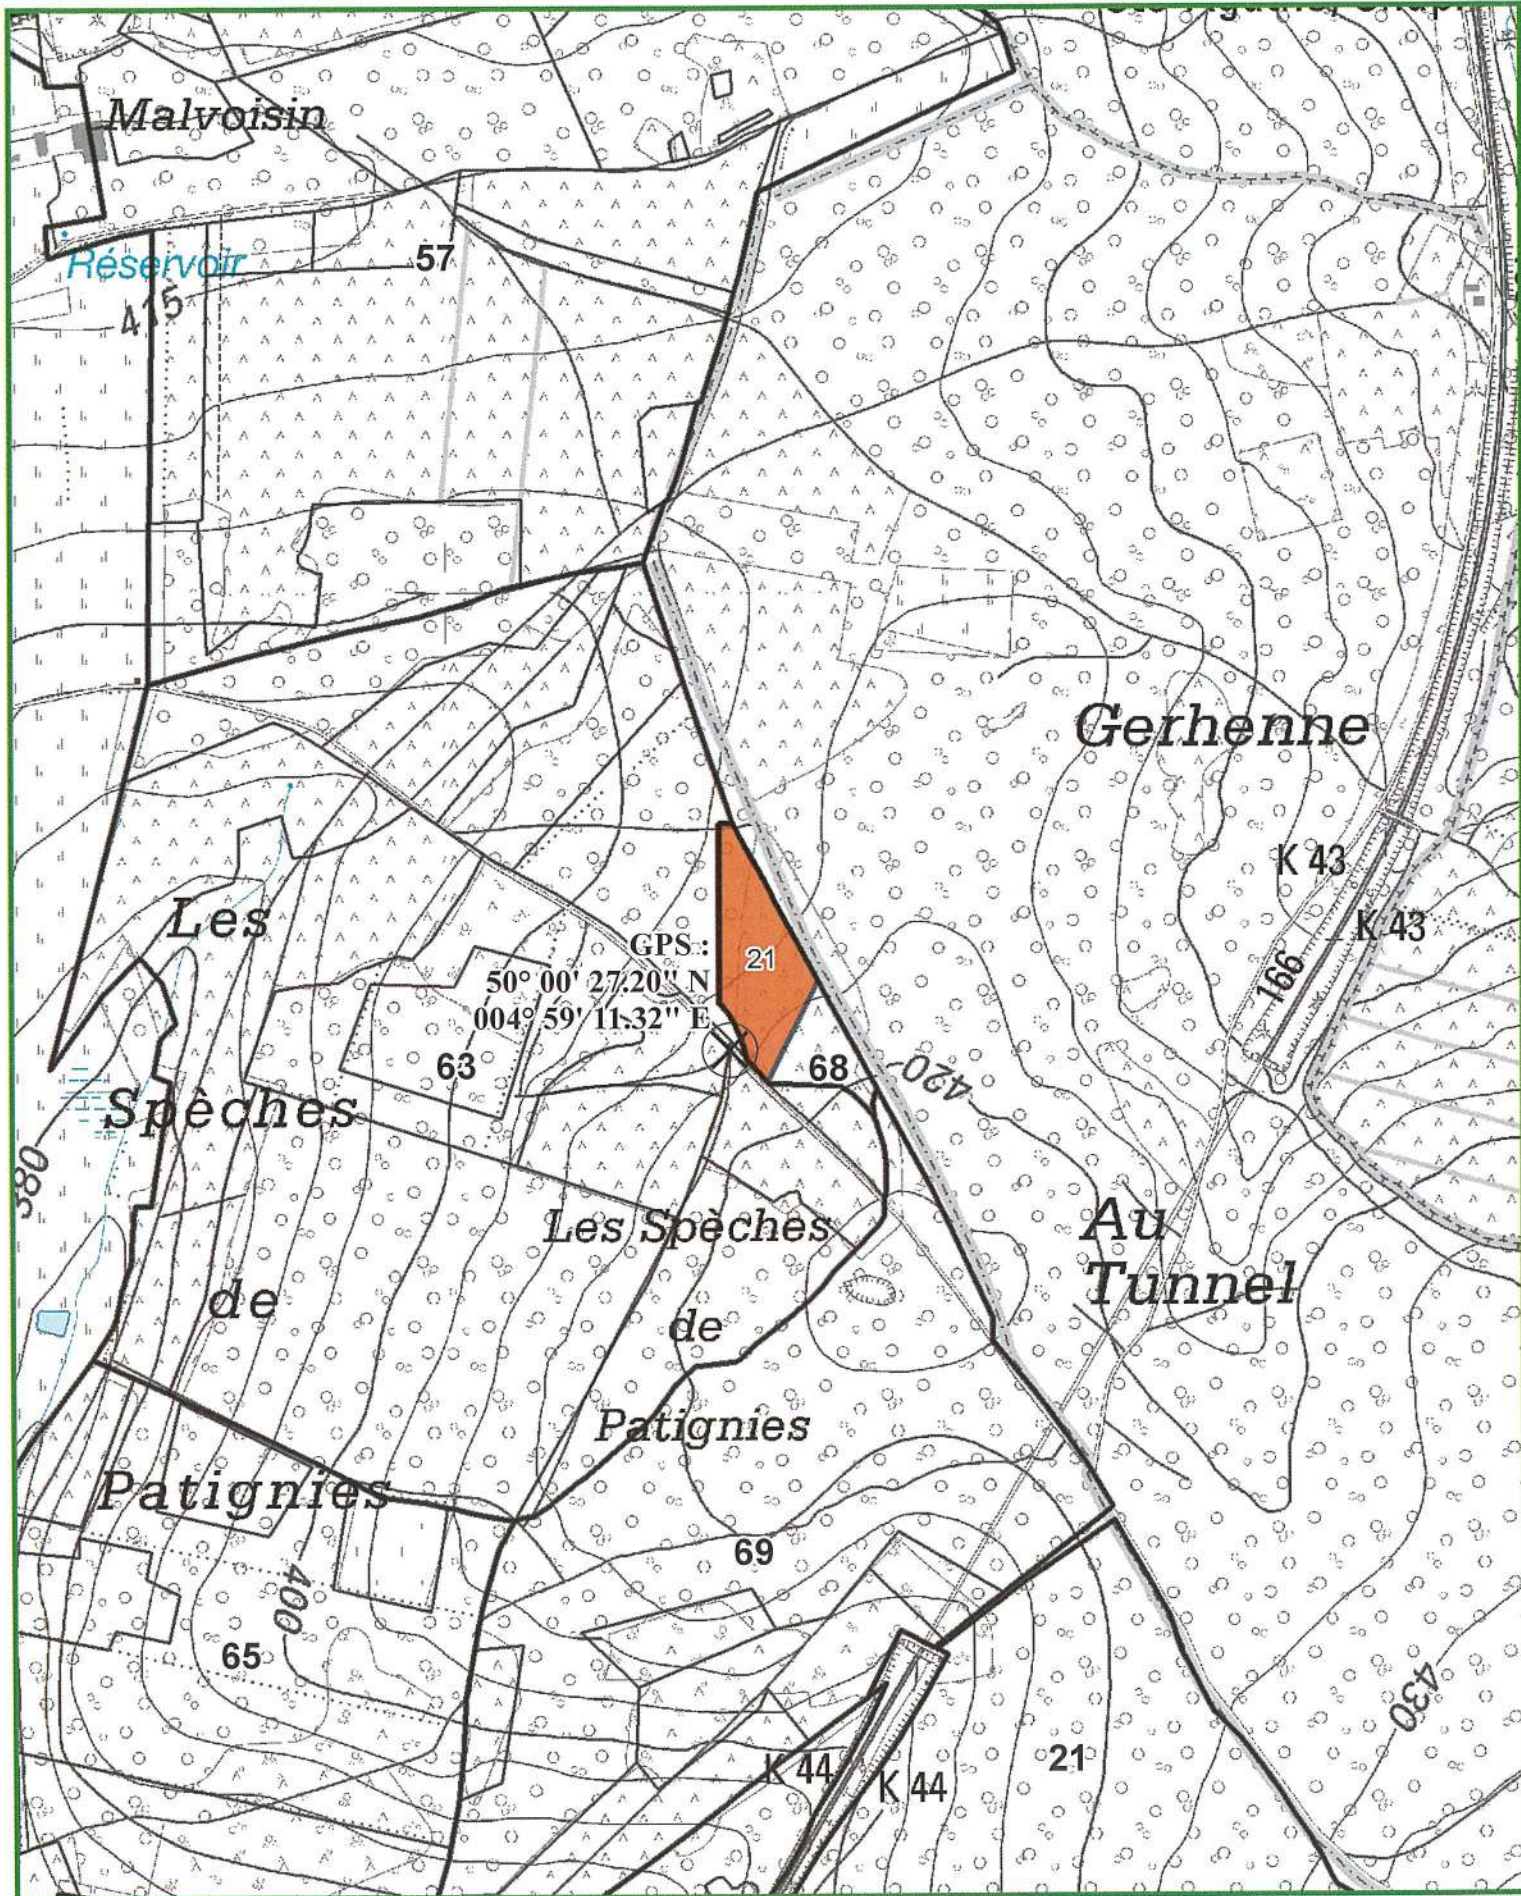 Malvoisin
Réservoir
57
415
Gerhenne
K 43
K 43
166
Les
GPS :
50° 00' 27.20" N
004° 59' 11.32" E
21
63
68
420
Spèches
380
Les Spèches
Au
Tunnel
de
de
Patignies
Patignies
69
400
65
430
21
K 44
K 44